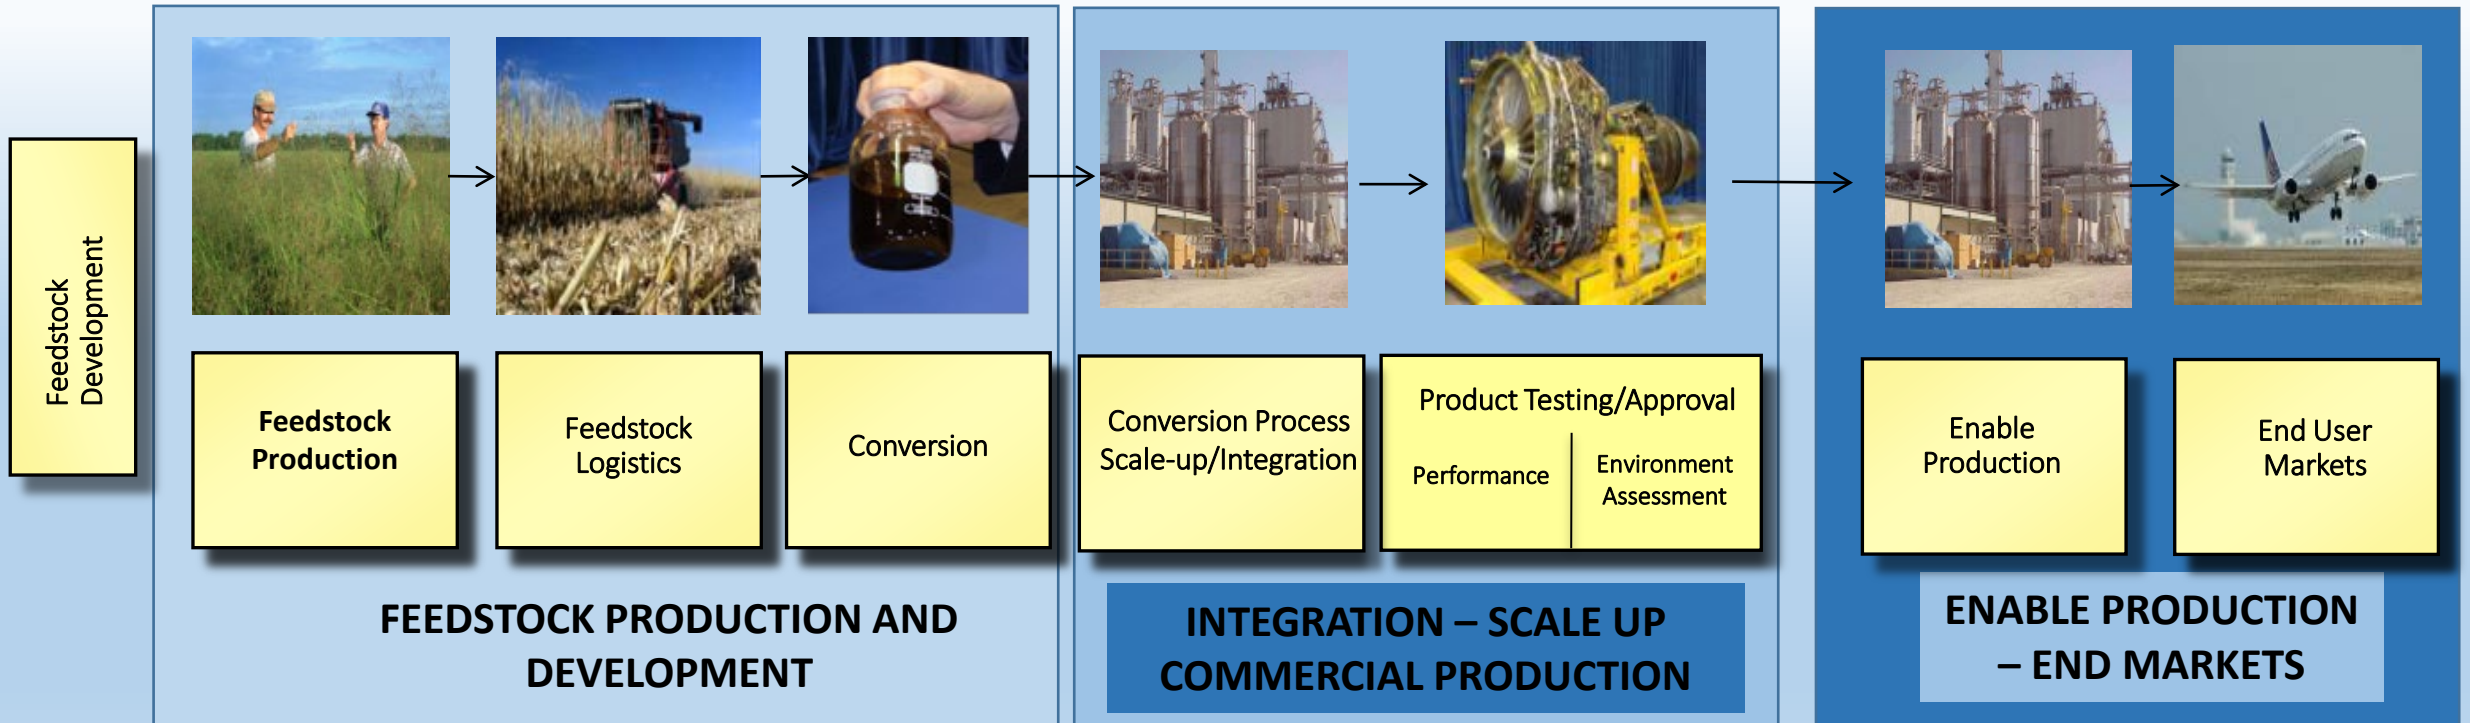 Feedstock
Development
Feedstock
Production
Feedstock
Logistics
Conversion
Conversion Process
Scale-up/Integration
Product Testing/Approval
Performance
Environment
Assessment
Enable
Production
End User
Markets
FEEDSTOCK PRODUCTION AND
DEVELOPMENT
INTEGRATION – SCALE UP
COMMERCIAL PRODUCTION
ENABLE PRODUCTION
– END MARKETS